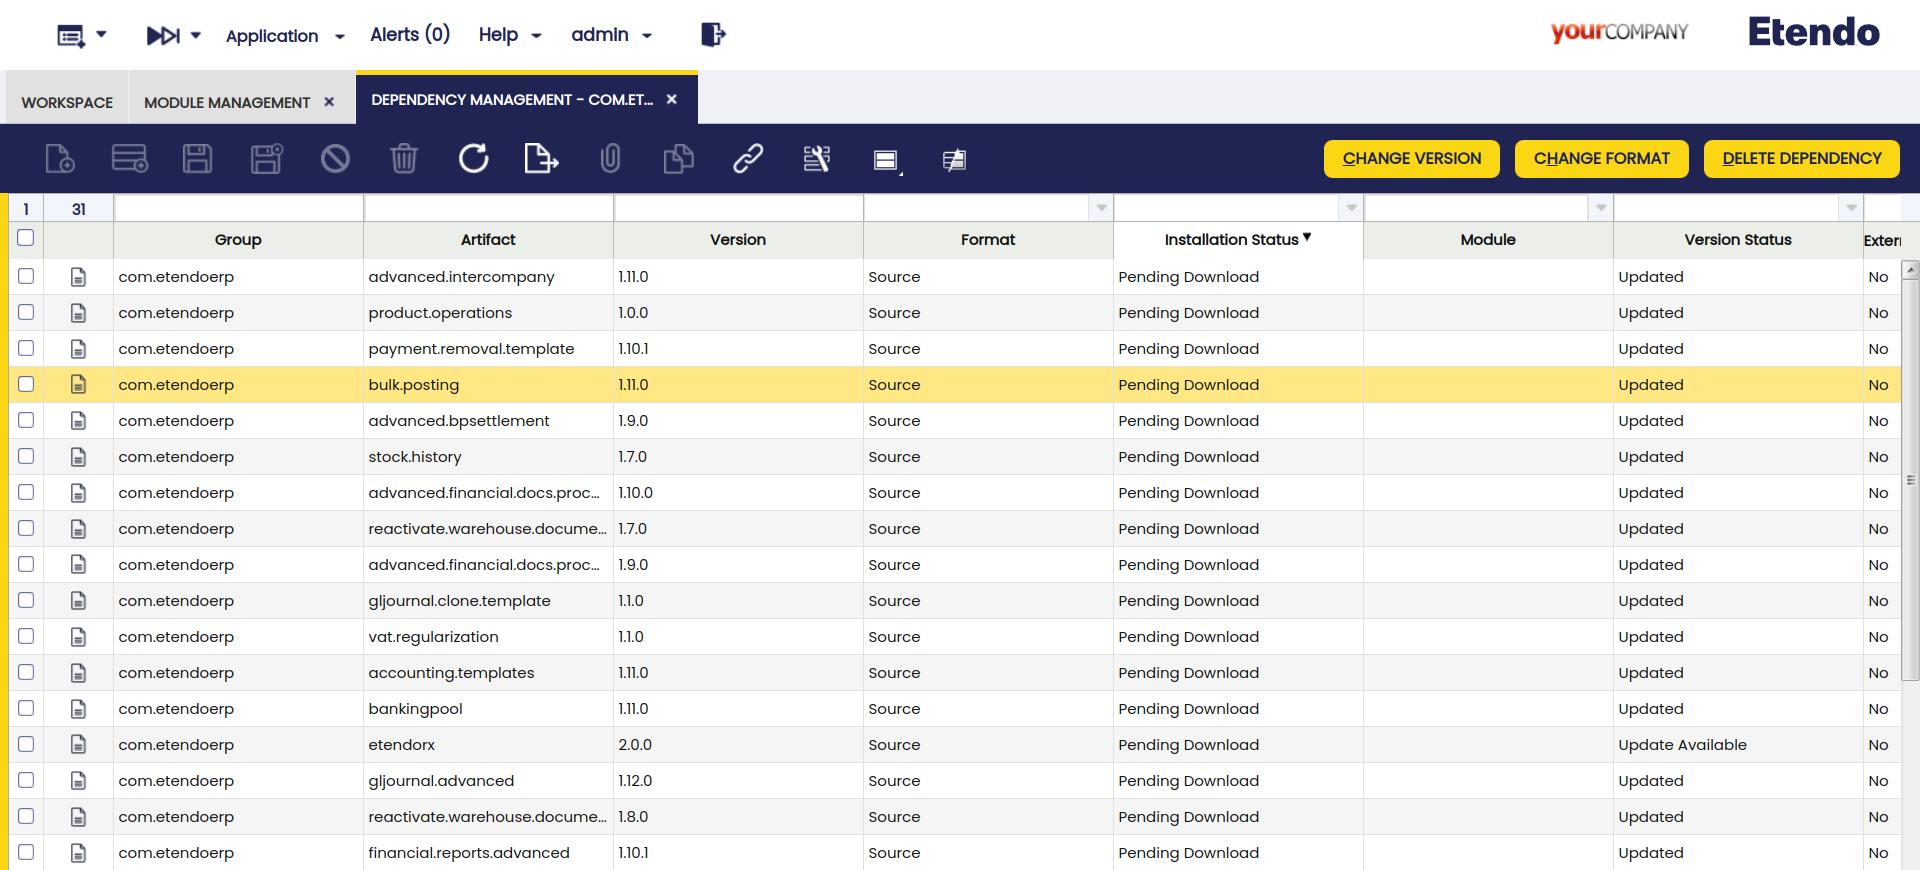 Application Alerts (0) Help admin yourCOMPANY Etendo
WORKSPACE MODULE MANAGEMENT × DEPENDENCY MANAGEMENT - COM.ET... ×
CHANGE VERSION CHANGE FORMAT DELETE DEPENDENCY
1 31
Group Artifact Version Format Installation Status Module Version Status Exter
com.etendoerp advanced.intercompany 1.11.0 Source Pending Download Updated No
com.etendoerp product.operations 1.0.0 Source Pending Download Updated No
com.etendoerp payment.removal.template 1.10.1 Source Pending Download Updated No
com.etendoerp bulk.posting 1.11.0 Source Pending Download Updated No
com.etendoerp advanced.bpsettlement 1.9.0 Source Pending Download Updated No
com.etendoerp stock.history 1.7.0 Source Pending Download Updated No
com.etendoerp advanced.financial.docs.proc... 1.10.0 Source Pending Download Updated No
com.etendoerp reactivate.warehouse.docume... 1.7.0 Source Pending Download Updated No
com.etendoerp advanced.financial.docs.proc... 1.9.0 Source Pending Download Updated No
com.etendoerp gljournal.clone.template 1.1.0 Source Pending Download Updated No
com.etendoerp vat.regularization 1.1.0 Source Pending Download Updated No
com.etendoerp accounting.templates 1.11.0 Source Pending Download Updated No
com.etendoerp bankingpool 1.11.0 Source Pending Download Updated No
com.etendoerp etendorx 2.0.0 Source Pending Download Update Available No
com.etendoerp gljournal.advanced 1.12.0 Source Pending Download Updated No
com.etendoerp reactivate.warehouse.docume... 1.8.0 Source Pending Download Updated No
com.etendoerp financial.reports.advanced 1.10.1 Source Pending Download Updated No